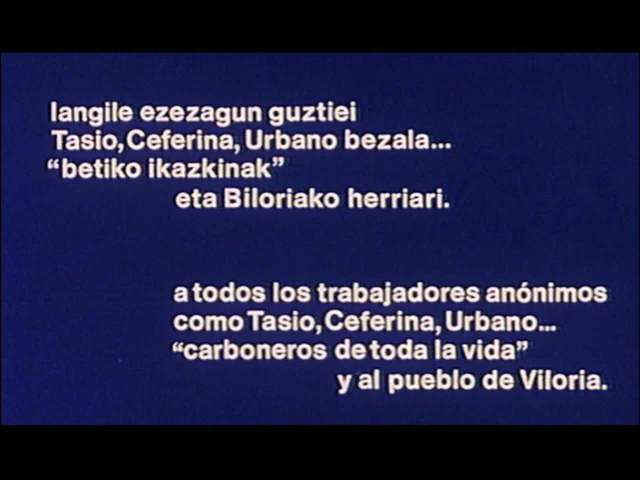 langile ezezagun guztiei
Tasio, Ceferina, Urbano bezala...
"betiko ikazkinak"
eta Biloriako herriari.
a todos los trabajadores anónimos
como Tasio, Ceferina, Urbano...
"carboneros de toda la vida"
y al pueblo de Viloria.